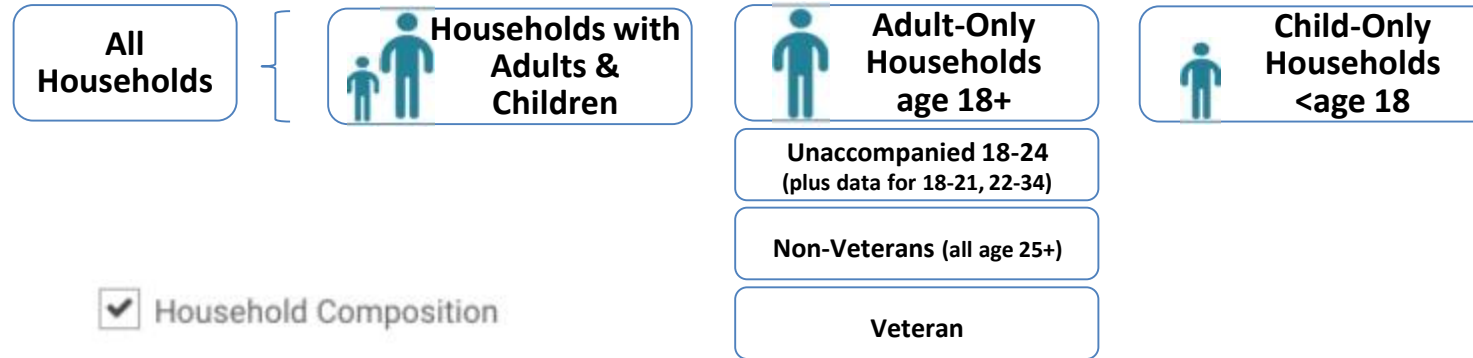 All
Households
Households with
Adults &
Children
Adult-Only
Households
age 18+
Child-Only
Households
<age 18
Unaccompanied 18-24
(plus data for 18-21, 22-34)
Non-Veterans (all age 25+)
Veteran
Household Composition